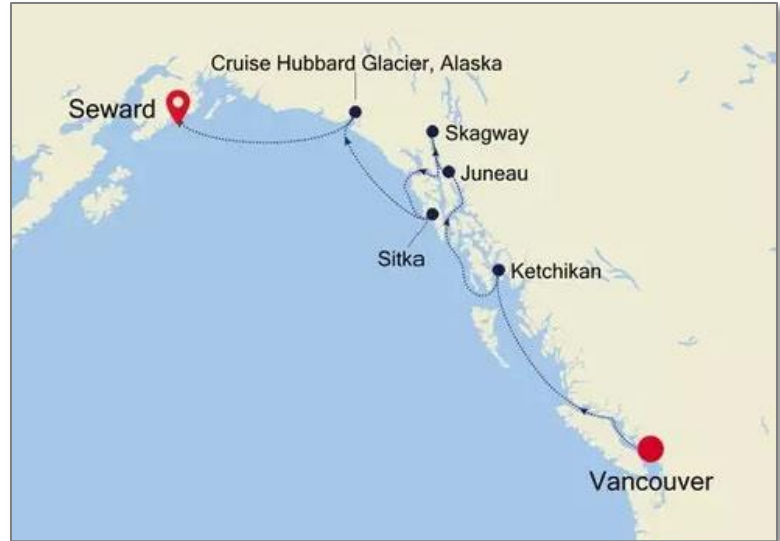 Cruise Hubbard Glacier, Alaska
Seward
Skagway
Juneau
Sitka
Ketchikan
Vancouver